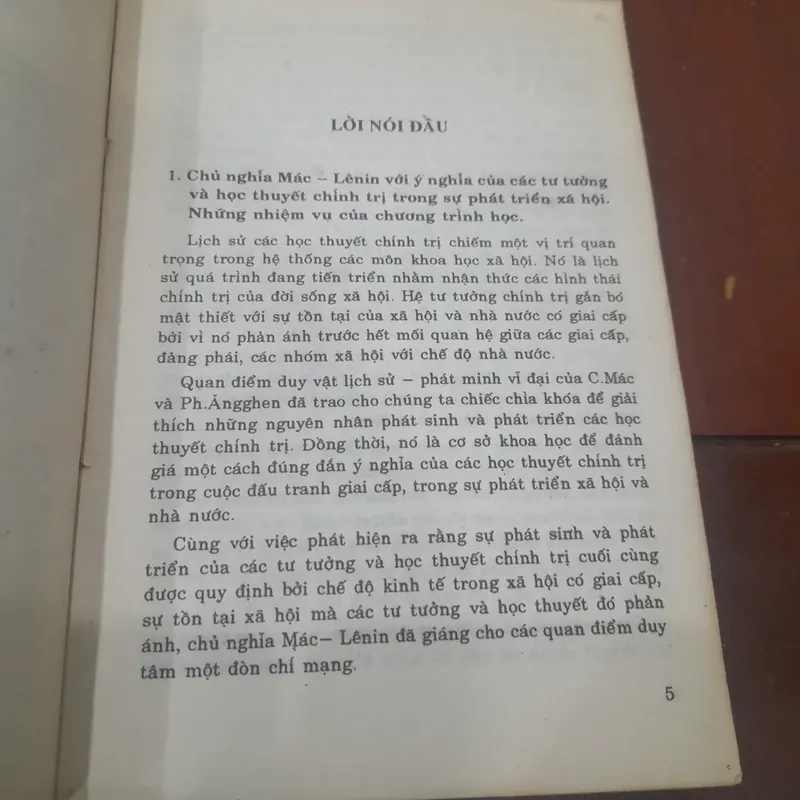 LỜI NÓI ĐẦU
1. Chủ nghĩa Mác – Lênin với ý nghĩa của các tư tưởng
và học thuyết chính trị trong sự phát triển xã hội.
Những nhiệm vụ của chương trình học.
Lịch sử các học thuyết chính trị chiếm một vị trí quan
trọng trong hệ thống các môn khoa học xã hội. Nó là lịch
sử quá trình đang tiến triển nhằm nhận thức các hình thái
chính trị của đời sống xã hội. Hệ tư tưởng chính trị gắn bó
mật thiết với sự tồn tại của xã hội và nhà nước có giai cấp
bởi vì nó phản ánh trước hết mối quan hệ giữa các giai cấp,
đảng phái, các nhóm xã hội với chế độ nhà nước.
Quan điểm duy vật lịch sử – phát minh vĩ đại của C.Mác
và Ph.Ăngghen đã trao cho chúng ta chiếc chìa khóa để giải
thích những nguyên nhân phát sinh và phát triển các học
thuyết chính trị. Đồng thời, nó là cơ sở khoa học để đánh
giá một cách đúng đắn ý nghĩa của các học thuyết chính trị
trong cuộc đấu tranh giai cấp, trong sự phát triển xã hội và
nhà nước.
Cùng với việc phát hiện ra rằng sự phát sinh và phát
triển của các tư tưởng và học thuyết chính trị cuối cùng
được quy định bởi chế độ kinh tế trong xã hội có giai cấp,
sự tồn tại xã hội mà các tư tưởng và học thuyết đó phản
ánh, chủ nghĩa Mác– Lênin đã giáng cho các quan điểm duy
tâm một đòn chí mạng.
5